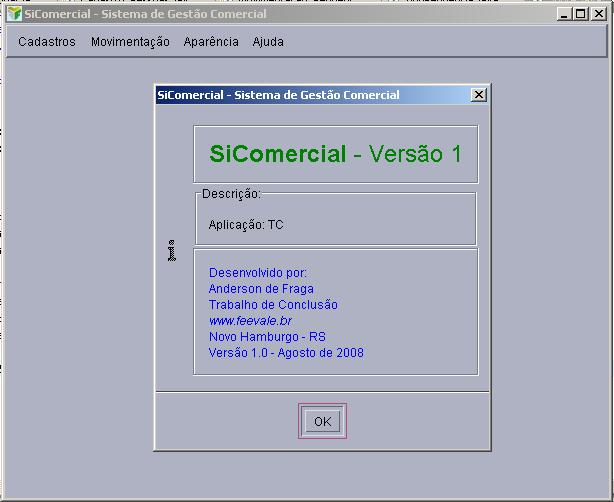 SiComercial - Sistema de Gestão Comercial
Cadastros Movimentação Aparência Ajuda
SiComercial - Sistema de Gestão Comercial
SiComercial - Versão 1
Descrição:
Aplicação: TC
Desenvolvido por:
Anderson de Fraga
Trabalho de Conclusão
www.feevale.br
Novo Hamburgo - RS
Versão 1.0 - Agosto de 2008
OK